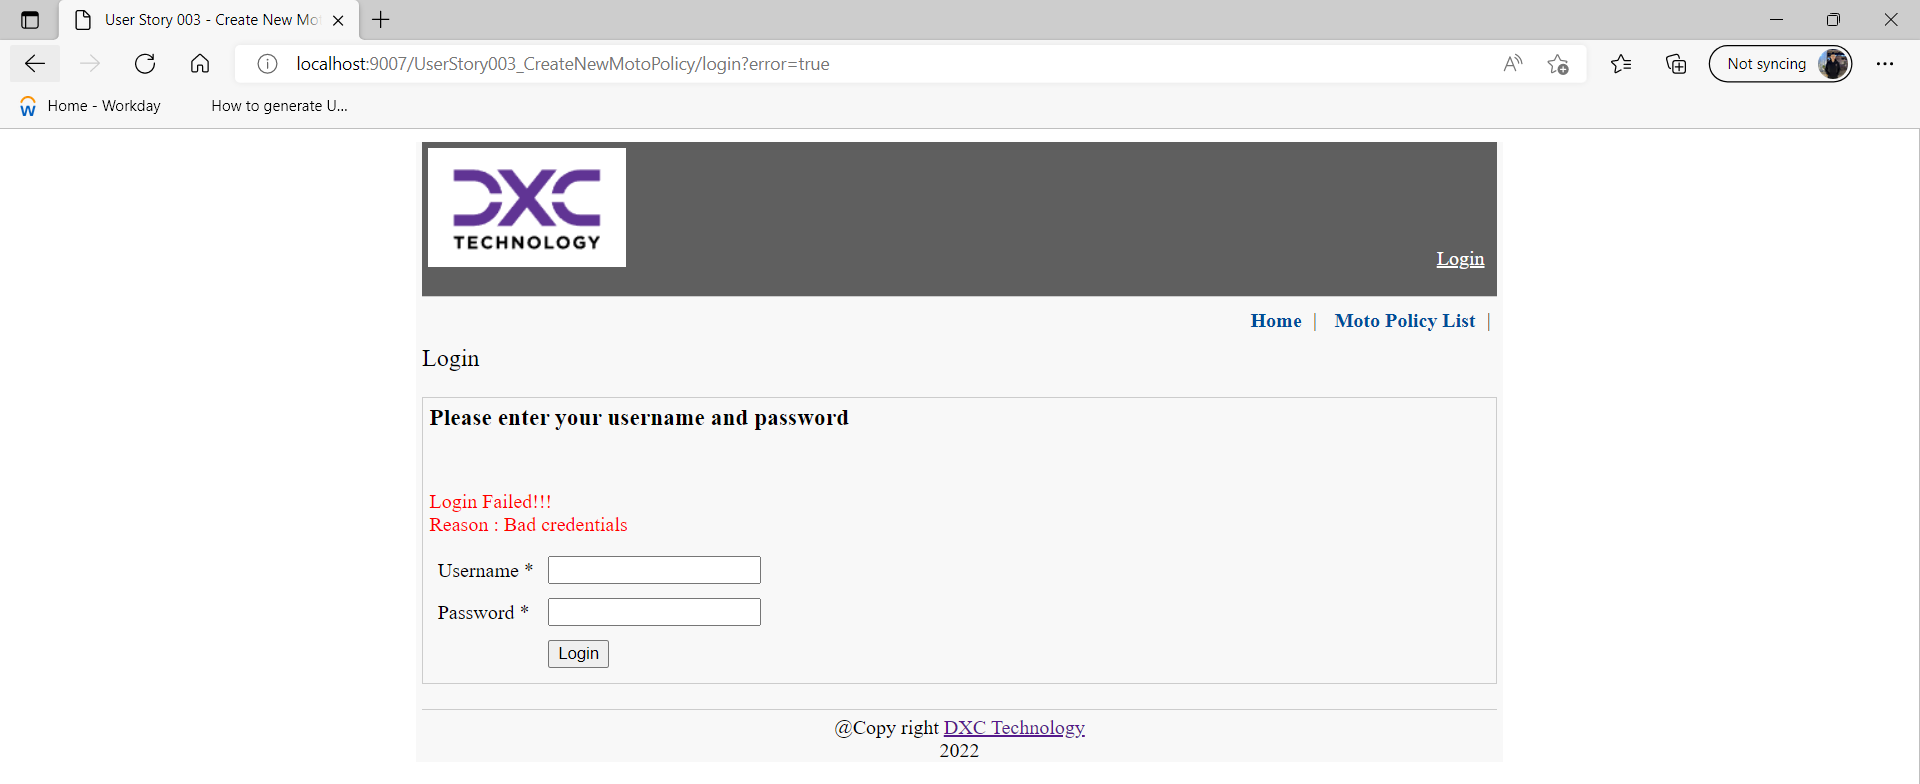 User Story 003 - Create New Mo
localhost:9007/UserStory003_CreateNewMotoPolicy/login?error=true
Not syncing
Home - Workday
How to generate U...
DXC
TECHNOLOGY
Login
Home | Moto Policy List |
Login
Please enter your username and password
Login Failed!!!
Reason : Bad credentials
Username *
Password *
Login
@Copy right DXC Technology
2022